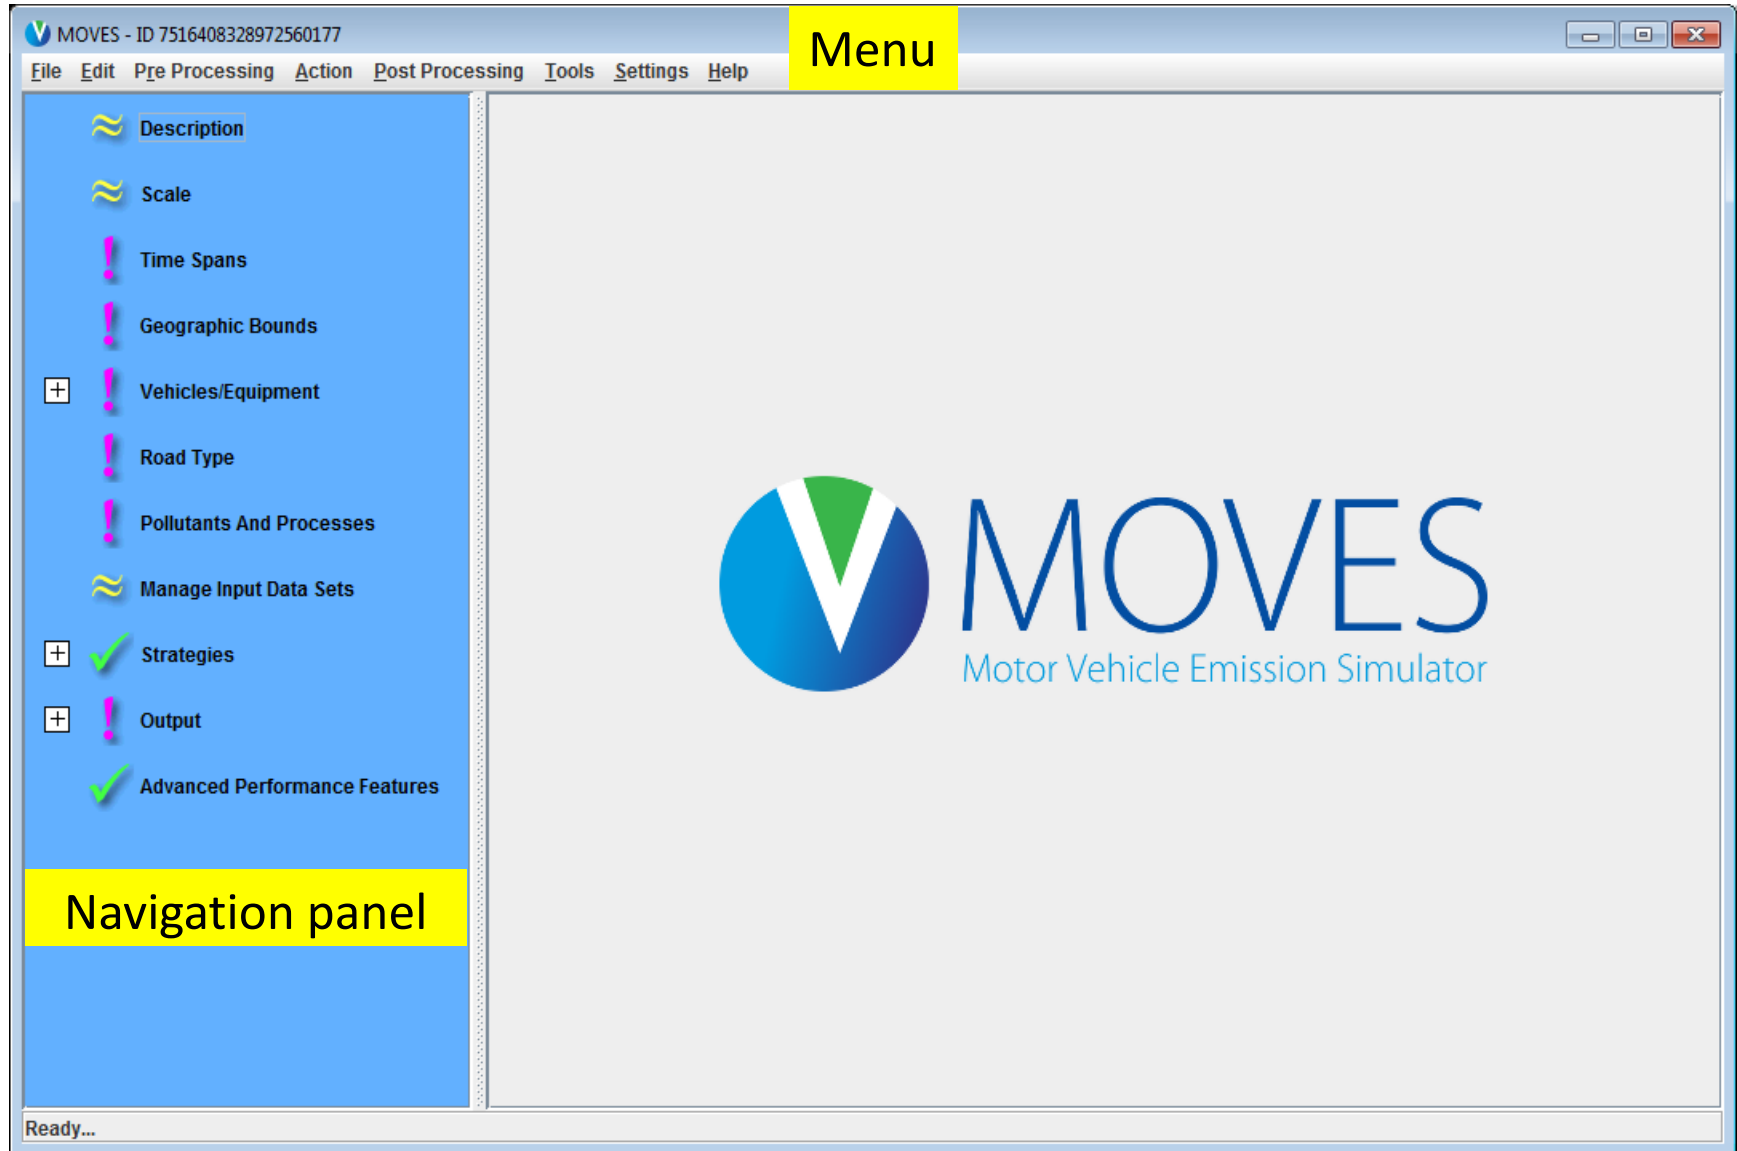 MOVES - ID 7516408328972560177
Menu
File Edit Pre Processing Action Post Processing Tools Settings Help
Description
Scale
Time Spans
Geographic Bounds
Vehicles/Equipment
Road Type
Pollutants And Processes
Manage Input Data Sets
Strategies
Output
Advanced Performance Features
Navigation panel
MOVES
Motor Vehicle Emission Simulator
Ready...